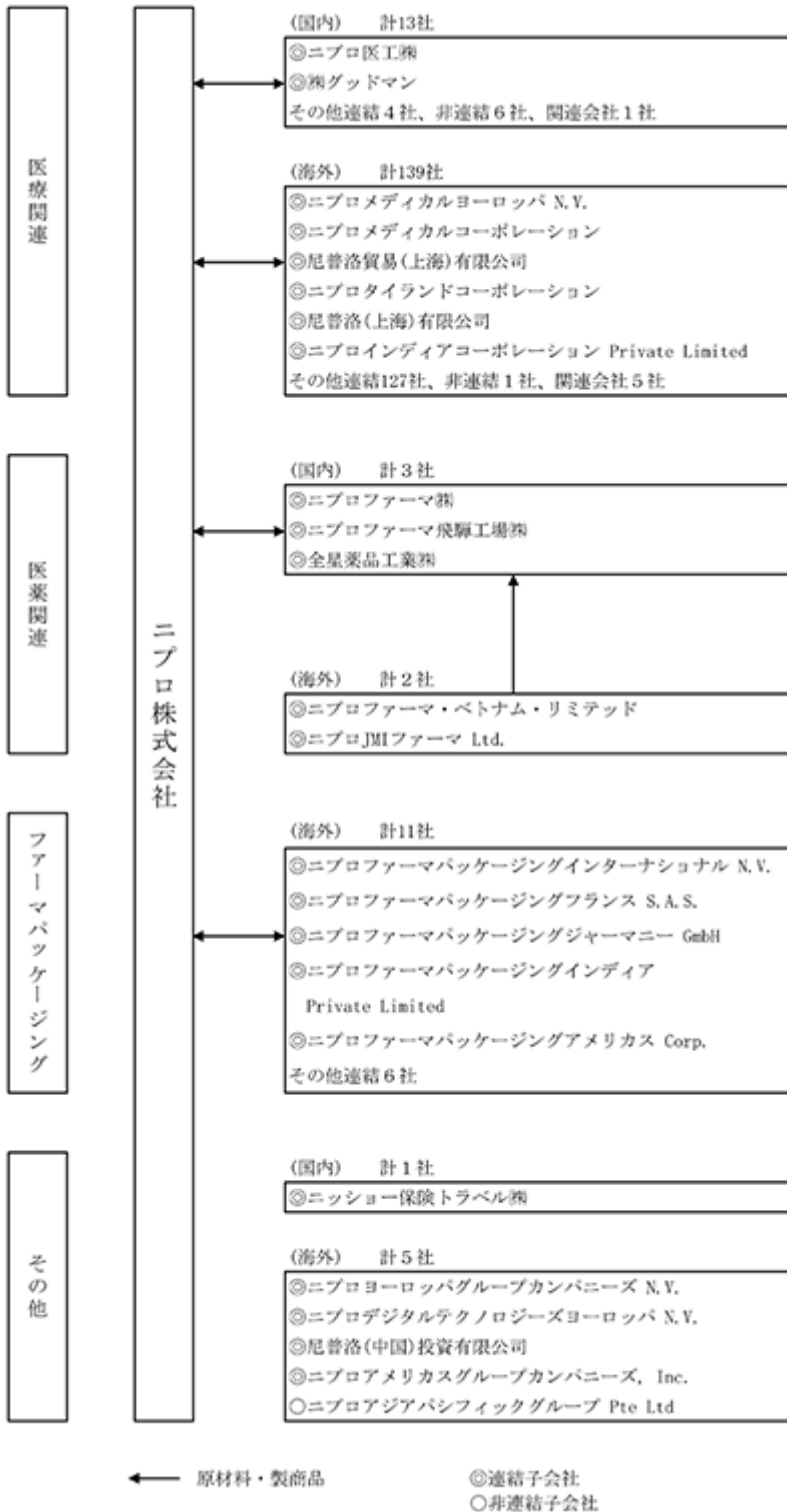 医療関連
ニプロ株式会社
(国内) 計13社
◎ニプロ医工㈱
◎㈱グッドマン
その他連結4社、非連結6社、関連会社1社
(海外) 計139社
◎ニプロメディカルヨーロッパ N.V.
◎ニプロメディカルコーポレーション
◎尼普洛貿易(上海)有限公司
◎ニプロタイランドコーポレーション
◎尼普洛(上海)有限公司
◎ニプロインディアコーポレーション Private Limited
その他連結127社、非連結1社、関連会社5社
医薬関連
(国内) 計3社
◎ニプロファーマ㈱
◎ニプロファーマ飛騨工場㈱
◎全星薬品工業㈱
(海外) 計2社
◎ニプロファーマ・ベトナム・リミテッド
◎ニプロJMIファーマ Ltd.
ファーマパッケージング
(海外) 計11社
◎ニプロファーマパッケージングインターナショナル N.V.
◎ニプロファーマパッケージングフランス S.A.S.
◎ニプロファーマパッケージングジャーマニー GmbH
◎ニプロファーマパッケージングインディア
Private Limited
◎ニプロファーマパッケージングアメリカス Corp.
その他連結6社
その他
(国内) 計1社
◎ニッショー保険トラベル㈱
(海外) 計5社
◎ニプロヨーロッパグループカンパニーズ N.V.
◎ニプロデジタルテクノロジーズヨーロッパ N.V.
◎尼普洛(中国)投資有限公司
◎ニプロアメリカスグループカンパニーズ, Inc.
○ニプロアジアパシフィックグループ Pte Ltd
原材料・製商品
◎連結子会社
○非連結子会社